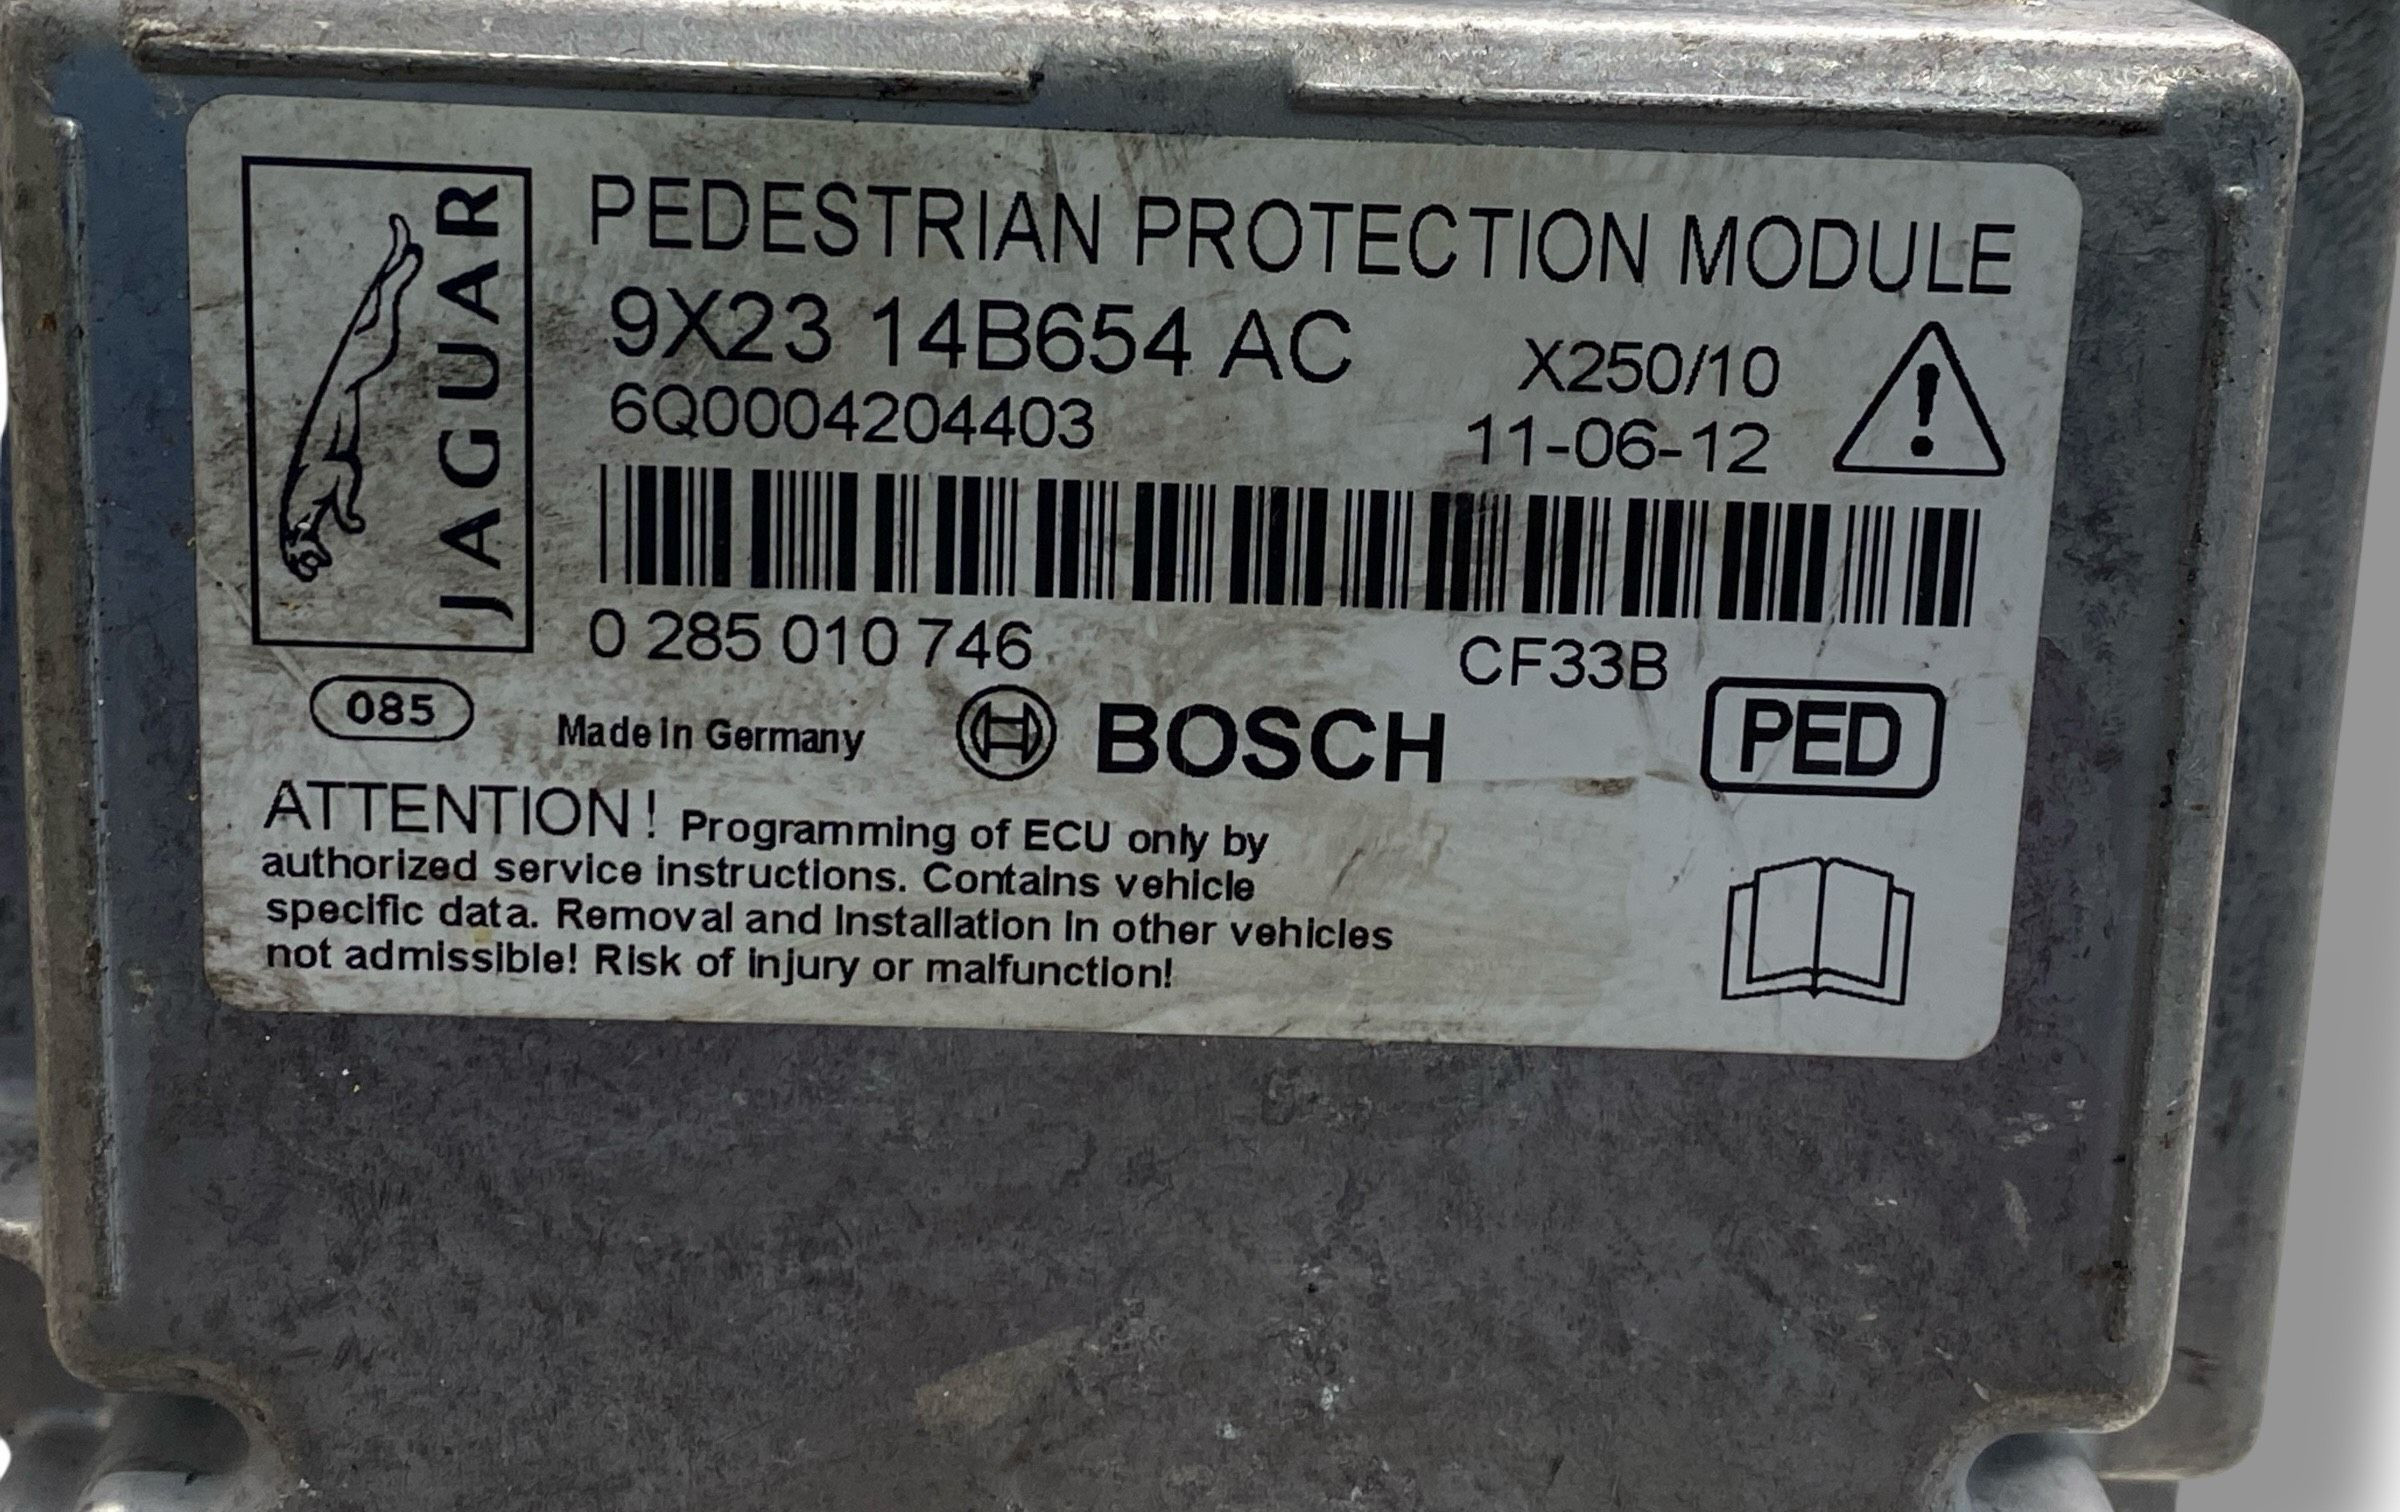 JAGUAR
PEDESTRIAN PROTECTION MODULE
9X23 14B654 AC
X250/10
6Q0004204403
11-06-12
0 285 010 746
CF33B
085
Made in Germany
BOSCH
PED
ATTENTION! Programming of ECU only by
authorized service instructions. Contains vehicle
specific data. Removal and Installation in other vehicles
not admissible! Risk of injury or malfunction!